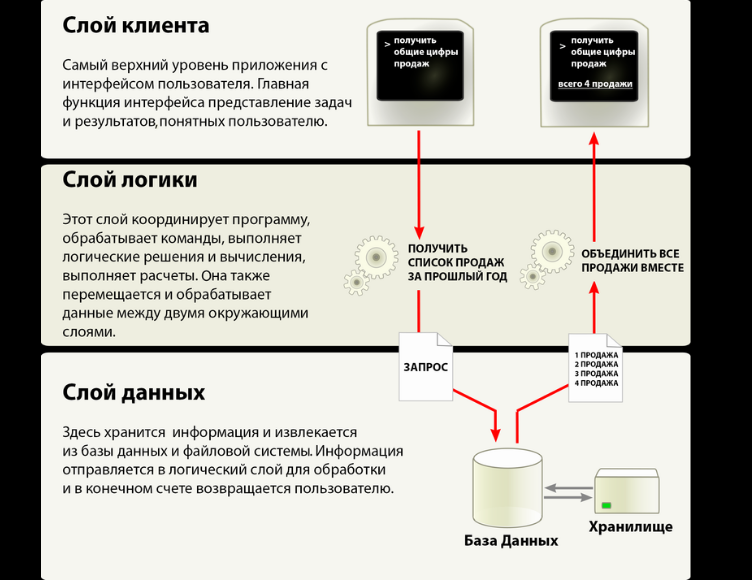 Слой клиента
Самый верхний уровень приложения с
интерфейсом пользователя. Главная
функция интерфейса представление задач
и результатов,понятных пользователю.
> получить
общие цифры
продаж
> получить
общие цифры
продаж
всего 4 продажи
Слой логики
Этот слой координирует программу,
обрабатывает команды, выполняет
логические решения и вычисления,
выполняет расчеты. Она также
перемещается и обрабатывает
данные между двумя окружающими
слоями.
ПОЛУЧИТЬ
СПИСОК ПРОДАЖ
ЗА ПРОШЛЫЙ ГОД
ОБЪЕДИНИТЬ ВСЕ
ПРОДАЖИ ВМЕСТЕ
ЗАПРОС
1 ПРОДАЖА
2 ПРОДАЖА
3 ПРОДАЖА
4 ПРОДАЖА
Слой данных
Здесь хранится информация и извлекается
из базы данных и файловой системы. Информация
отправляется в логический слой для обработки
и в конечном счете возвращается пользователю.
База Данных
Хранилище